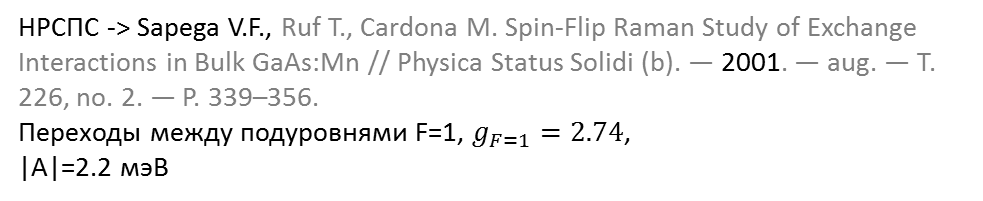 НРСПС -> Sapega V.F., Ruf T., Cardona M. Spin-Flip Raman Study of Exchange
Interactions in Bulk GaAs:Mn // Physica Status Solidi (b). — 2001. — aug. — Т.
226, no. 2. — P. 339–356.
Переходы между подуровнями F=1, 𝑔𝐹=1 = 2.74,
|A|=2.2 мэВ